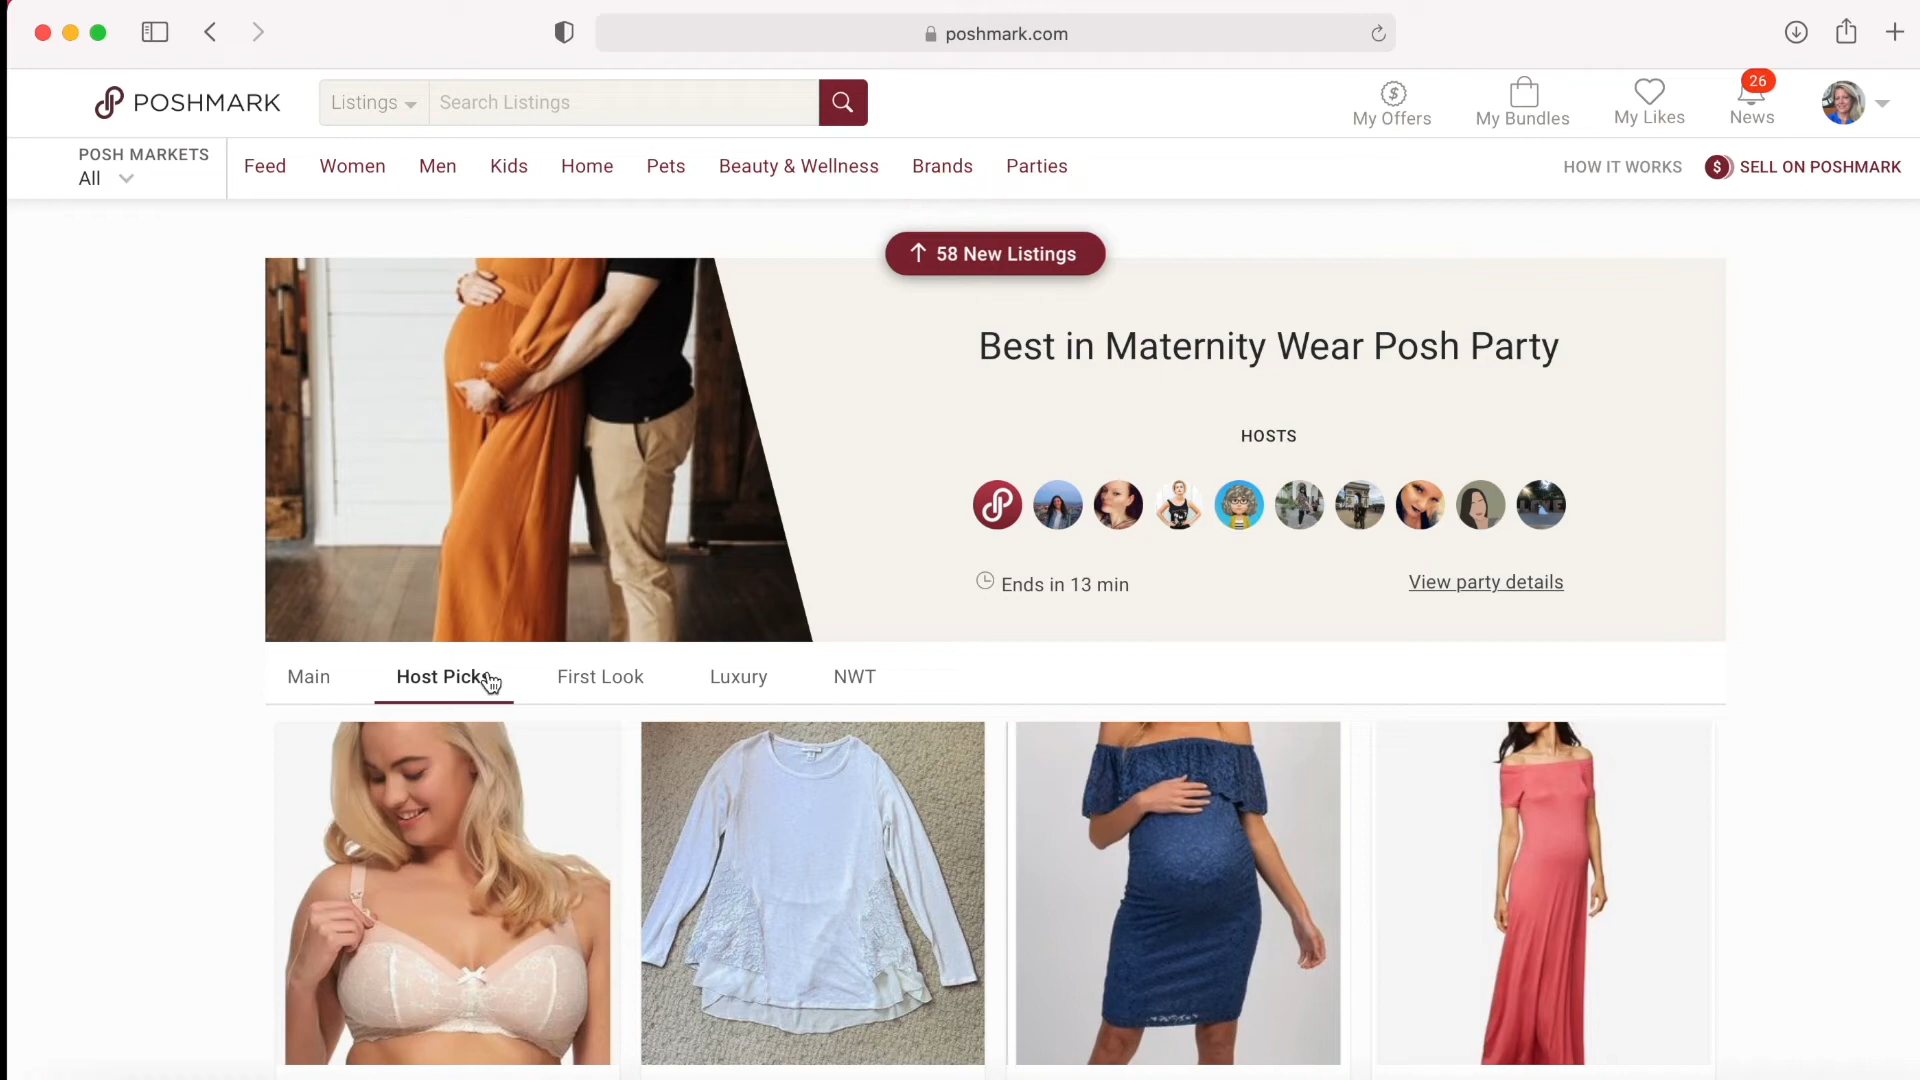 poshmark.com
POSHMARK
Listings
Search Listings
My Offers
My Bundles
My Likes
26
News
POSH MARKETS
All
Feed
Women
Men
Kids
Home
Pets
Beauty & Wellness
Brands
Parties
HOW IT WORKS
$ SELL ON POSHMARK
↑ 58 New Listings
Best in Maternity Wear Posh Party
HOSTS
Ends in 13 min
View party details
Main
Host Picks
First Look
Luxury
NWT